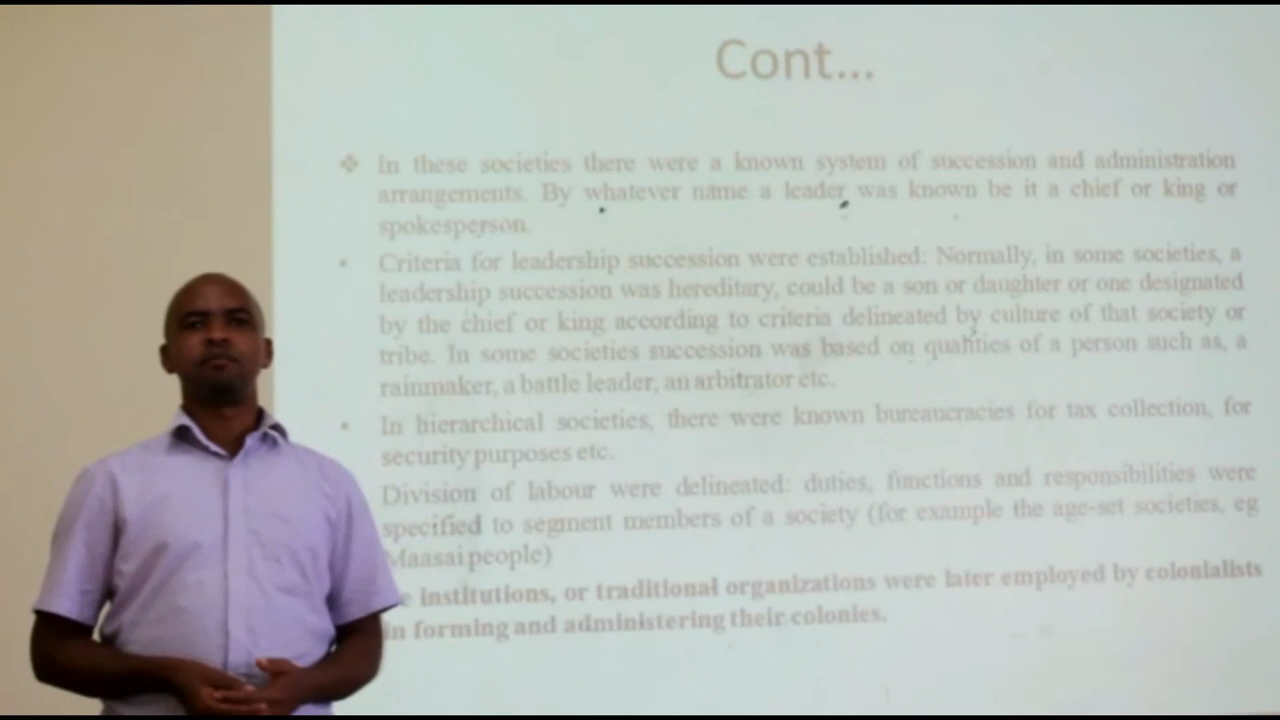 Cont...
❖ In these societies there were a known system of succession and administration
arrangements. By whatever name a leader was known be it a chief or king or
spokesperson.
• Criteria for leadership succession were established: Normally, in some societies, a
leadership succession was hereditary, could be a son or daughter or one designated
by the chief or king according to criteria delineated by culture of that society or
tribe. In some societies succession was based on qualities of a person such as, a
rainmaker, a battle leader, an arbitrator etc.
• In hierarchical societies, there were known bureaucracies for tax collection, for
security purposes etc.
Division of labour were delineated: duties, functions and responsibilities were
specified to segment members of a society (for example the age-set societies, eg
Maasai people)
institutions, or traditional organizations were later employed by colonialists
in forming and administering their colonies.